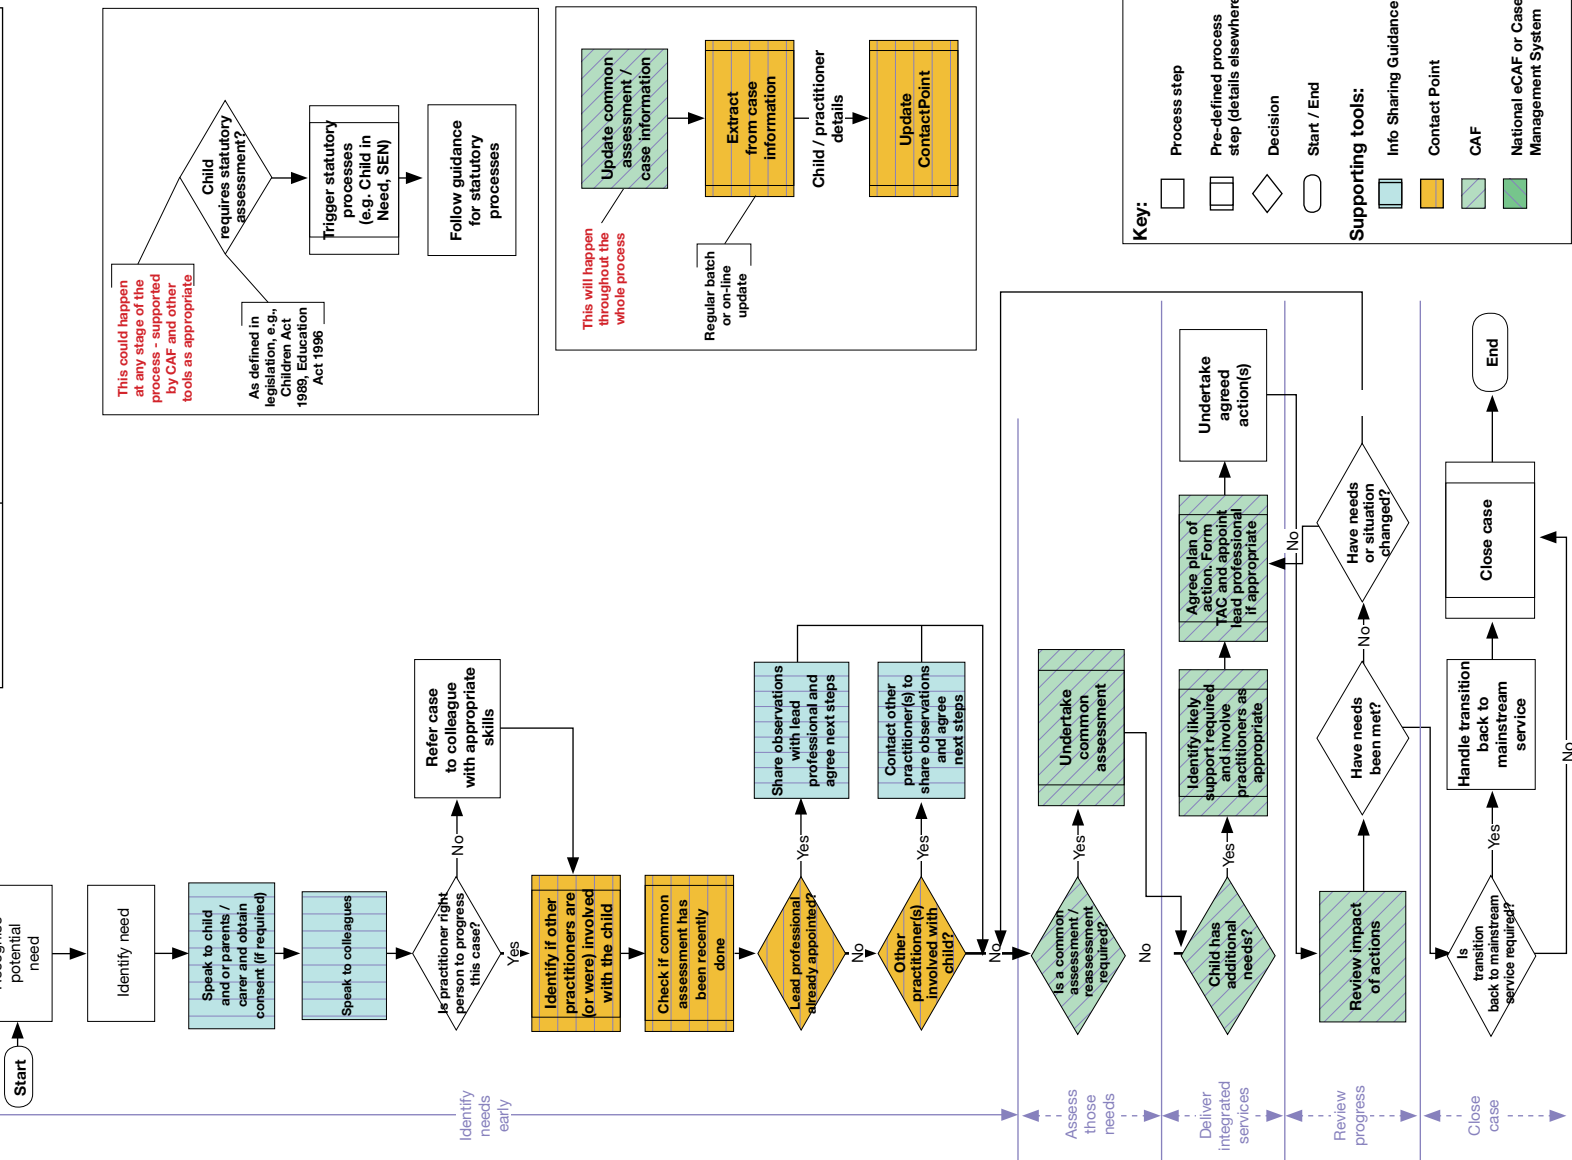 Start
potential
need
Identify need
Speak to child
and or parents /
carer and obtain
consent (if required)
Speak to colleagues
Is practitioner right
person to progress
this case?
No
Refer case
to colleague
with appropriate
skills
Yes
Identify if other
practitioners are
(or were) involved
with the child
Check if common
assessment has
been recently
done
Lead professional
already appointed?
Yes
Share observations
with lead
professional and
agree next steps
No
Other
practitioner(s)
involved with
child?
Yes
Contact other
practitioner(s) to
share observations
and agree
next steps
No
Is a common
assessment /
reassessment
required?
Yes
Undertake
common
assessment
No
Child has
additional
needs?
Yes
Identify likely
support required
and involve
practitioners as
appropriate
Agree plan of
action. Form
TAC and appoint
lead professional
if appropriate
Undertake
agreed
action(s)
No
Review impact
of actions
Have needs
been met?
No
Have needs
or situation
changed?
Is
transition
back to mainstream
service required?
Yes
Handle transition
back to
mainstream
service
Close case
End
No
Identify
needs
early
Assess
those
needs
Deliver
integrated
services
Review
progress
Close
case
This could happen
at any stage of the
process - supported
by CAF and other
tools as appropriate
As defined in
legislation, e.g.,
Children Act
1989, Education
Act 1996
Child
requires statutory
assessment?
Trigger statutory
processes
(e.g. Child in
Need, SEN)
Follow guidance
for statutory
processes
This will happen
throughout the
whole process
Regular batch
or on-line
update
Update common
assessment /
case information
Extract
from case
information
Child / practitioner
details
Update
ContactPoint
Key:
Process step
Pre-defined process
step (details elsewhere
Decision
Start / End
Supporting tools:
Info Sharing Guidance
Contact Point
CAF
National eCAF or Case
Management System